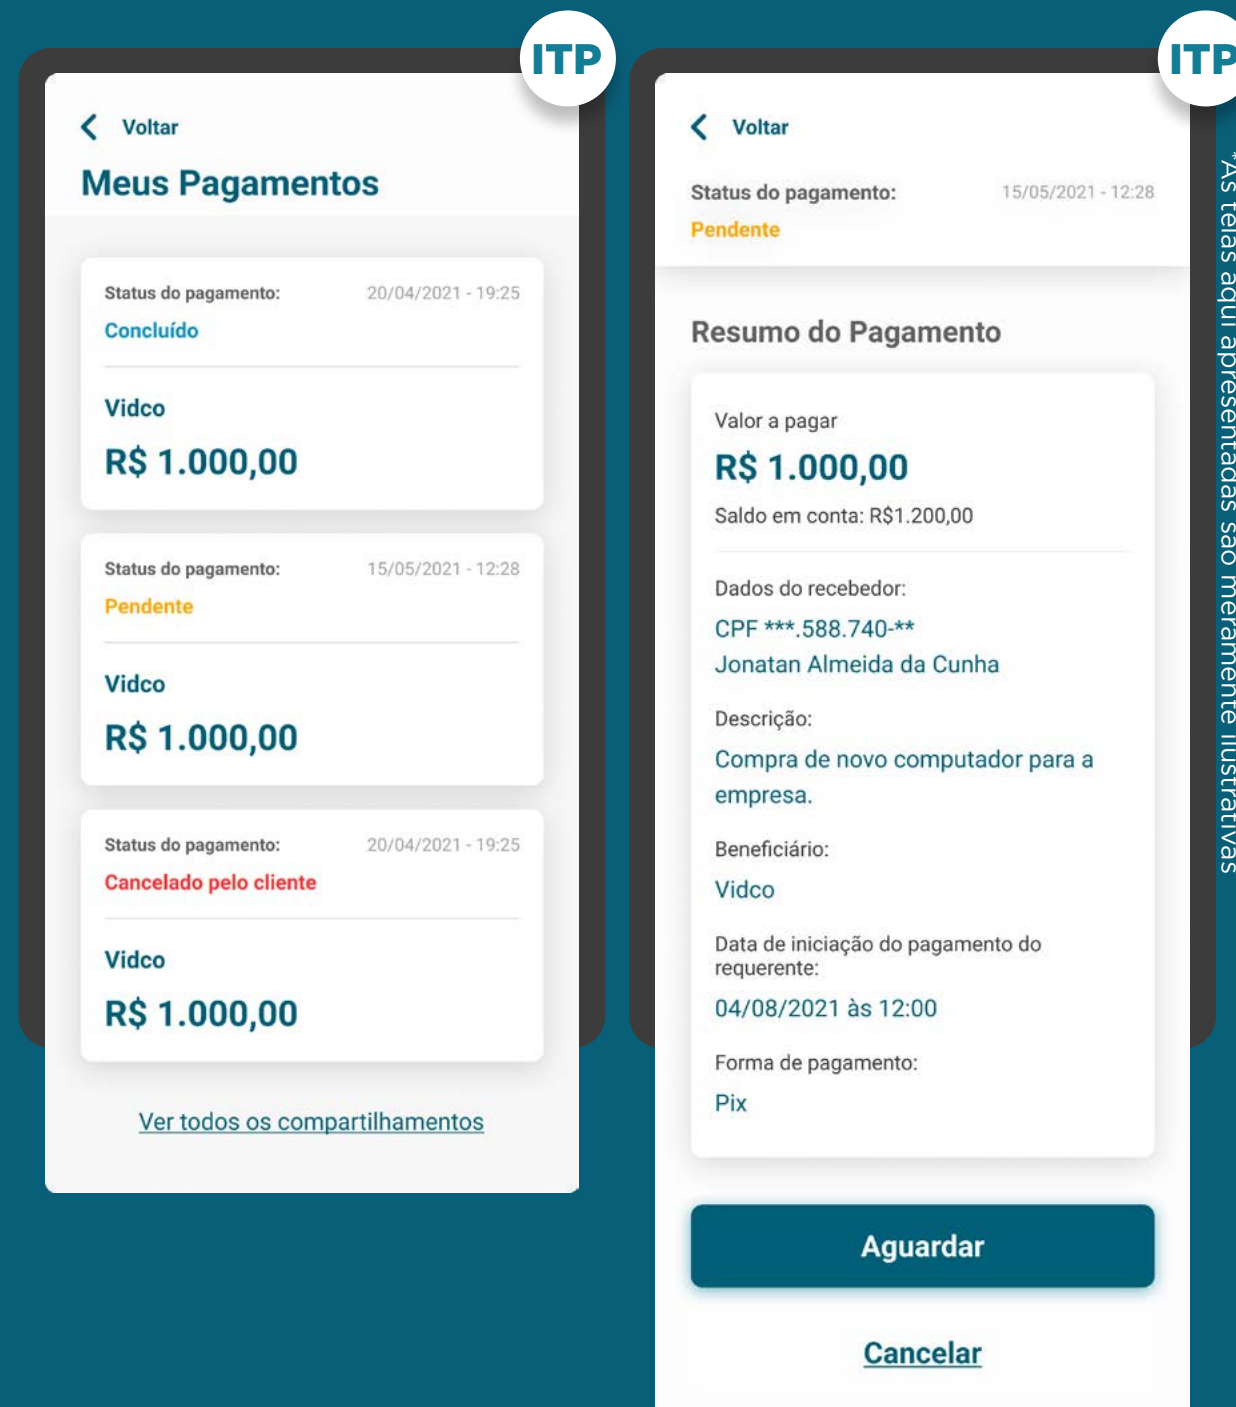 ITP
Voltar
Meus Pagamentos
Status do pagamento: 20/04/2021 - 19:25
Concluído
Vidco
R$ 1.000,00
Status do pagamento: 15/05/2021 - 12:28
Pendente
Vidco
R$ 1.000,00
Status do pagamento: 20/04/2021 - 19:25
Cancelado pelo cliente
Vidco
R$ 1.000,00
Ver todos os compartilhamentos
ITP
Voltar
Status do pagamento: 15/05/2021 - 12:28
Pendente
Resumo do Pagamento
Valor a pagar
R$ 1.000,00
Saldo em conta: R$1.200,00
Dados do recebedor:
CPF ***.588.740-**
Jonatan Almeida da Cunha
Descrição:
Compra de novo computador para a
empresa.
Beneficiário:
Vidco
Data de iniciação do pagamento do
requerente:
04/08/2021 às 12:00
Forma de pagamento:
Pix
Aguardar
Cancelar
*As telas aqui apresentadas são meramente ilustrativas